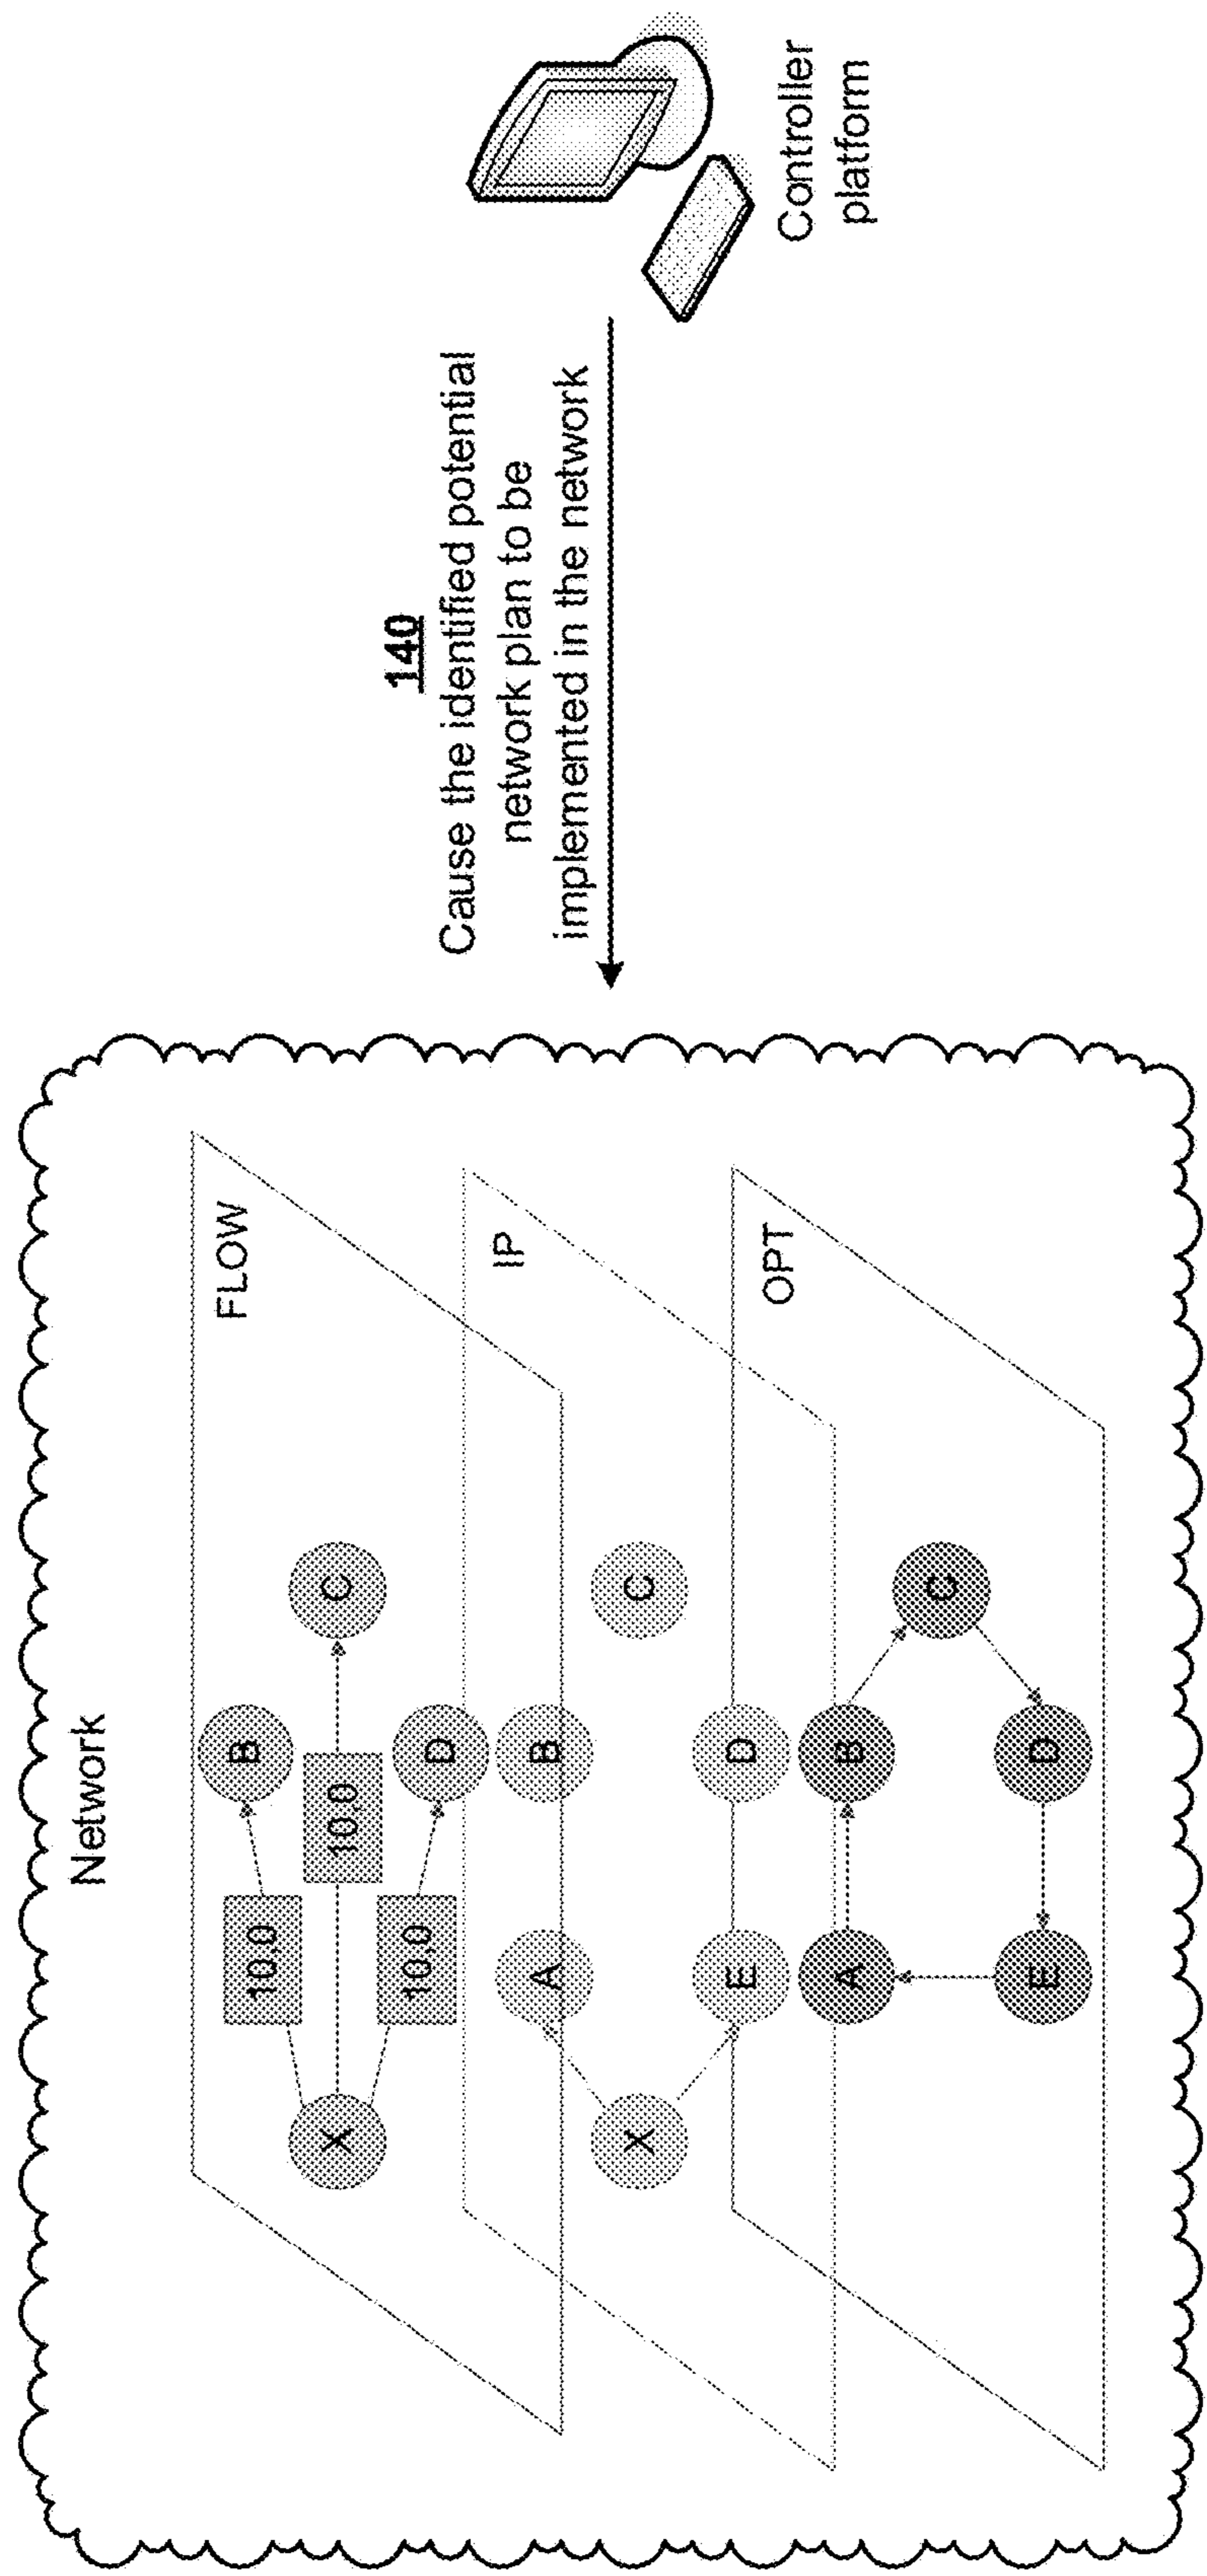 Network
FLOW
B
10.0
X
10.0
C
10.0
D
IP
A
B
X
C
E
D
OPT
A
B
C
E
D
140
Cause the identified potential
network plan to be
implemented in the network
Controller
platform